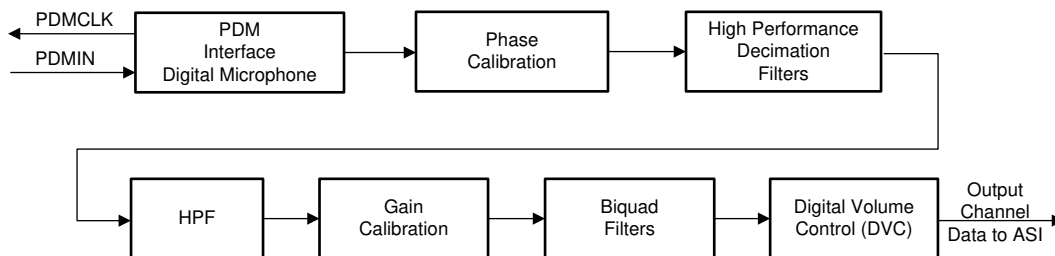 PDMCLK
PDMIN
PDM
Interface
Digital Microphone
Phase
Calibration
High Performance
Decimation
Filters
HPF
Gain
Calibration
Biquad
Filters
Digital Volume
Control (DVC)
Output
Channel
Data to ASI